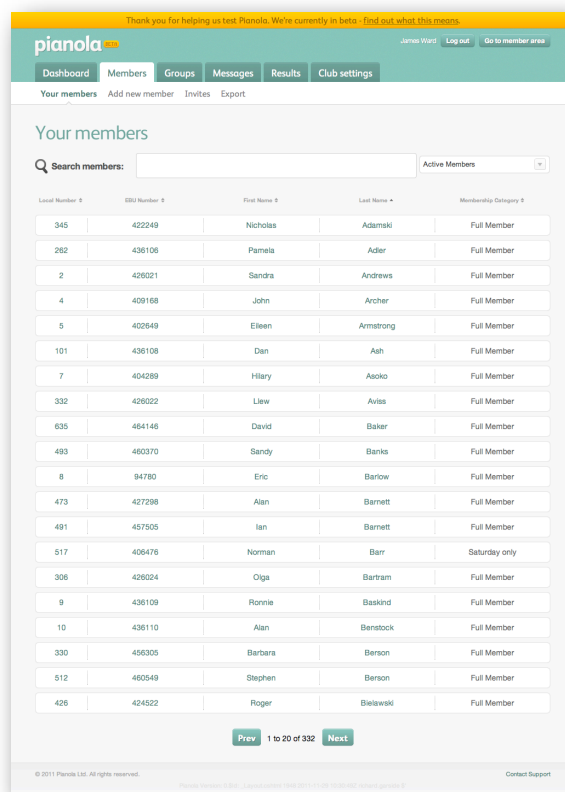 Thank you for helping us test Pianola. We're currently in beta - find out what this means.
pianola BETA
James Ward Log out Go to member area
Dashboard Members Groups Messages Results Club settings
Your members Add new member Invites Export
Your members
Search members: Active Members
Local Number EBU Number First Name Last Name Membership Category
345 422249 Nicholas Adamski Full Member
262 436106 Pamela Adler Full Member
2 426021 Sandra Andrews Full Member
4 409168 John Archer Full Member
5 402649 Eileen Armstrong Full Member
101 436108 Dan Ash Full Member
7 404289 Hilary Asoko Full Member
332 426022 Llew Aviss Full Member
635 464146 David Baker Full Member
493 460370 Sandy Banks Full Member
8 94780 Eric Barlow Full Member
473 427298 Alan Barnett Full Member
491 457505 Ian Barnett Full Member
517 406476 Norman Barr Saturday only
306 426024 Olga Bartram Full Member
9 436109 Ronnie Baskind Full Member
10 436110 Alan Benstock Full Member
330 456305 Barbara Berson Full Member
512 460549 Stephen Berson Full Member
426 424522 Roger Bielawski Full Member
Prev 1 to 20 of 332 Next
© 2011 Pianola Ltd. All rights reserved. Contact Support